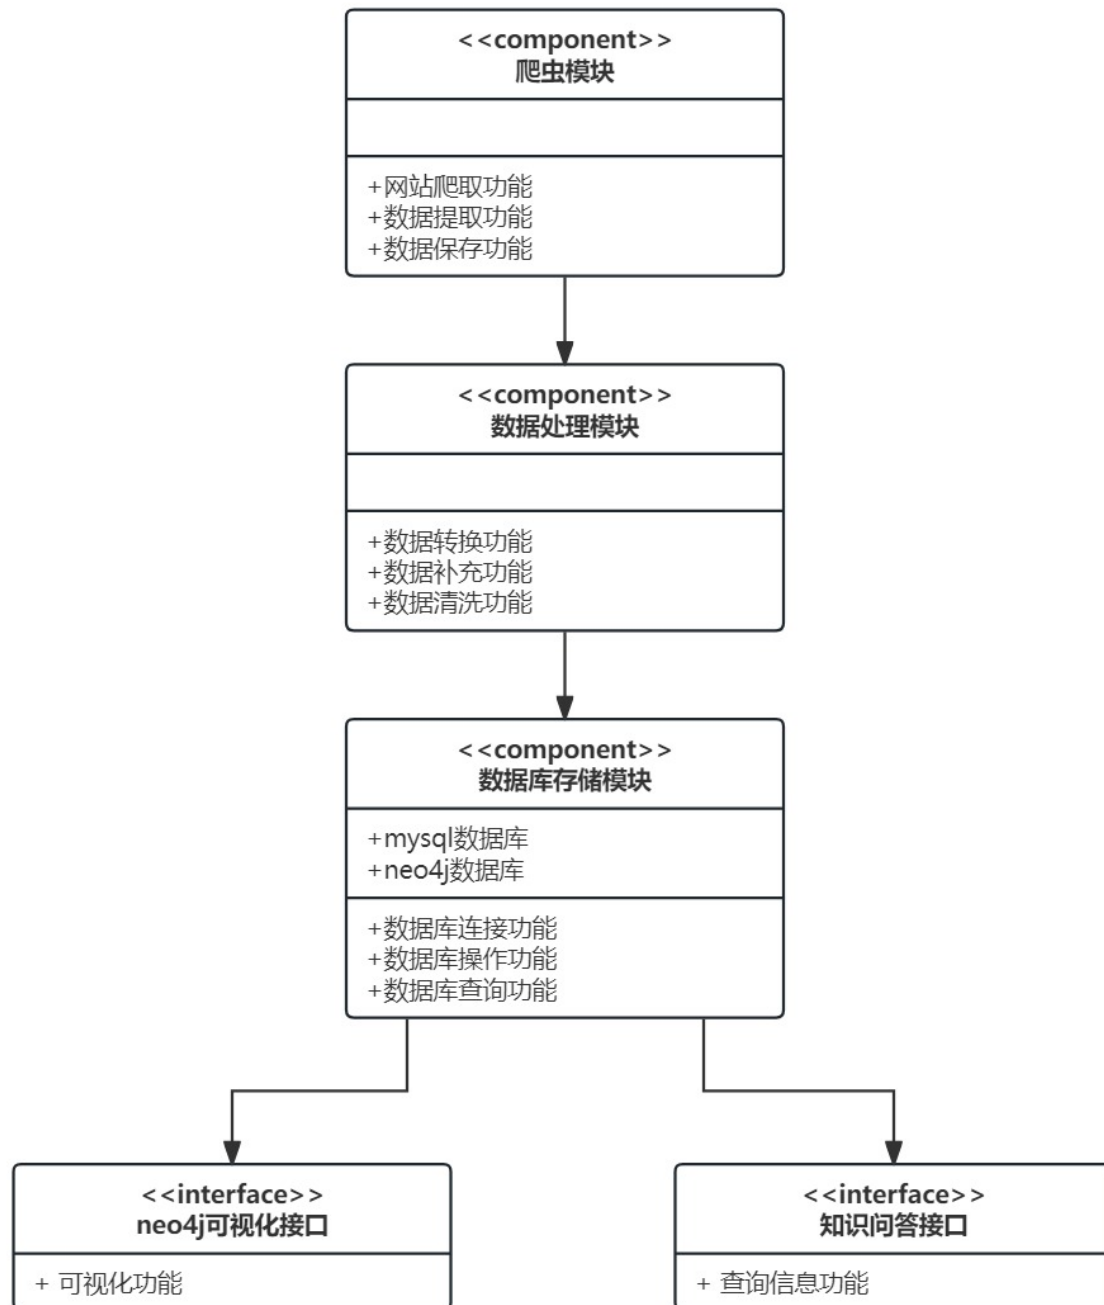 <<component>>
爬虫模块
+网站爬取功能
+数据提取功能
+数据保存功能
<<component>>
数据处理模块
+数据转换功能
+数据补充功能
+数据清洗功能
<<component>>
数据库存储模块
+mysql数据库
+neo4j数据库
+数据库连接功能
+数据库操作功能
+数据库查询功能
<<interface>>
neo4j可视化接口
+ 可视化功能
<<interface>>
知识问答接口
+ 查询信息功能